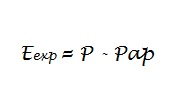 Eexp = P - Pap